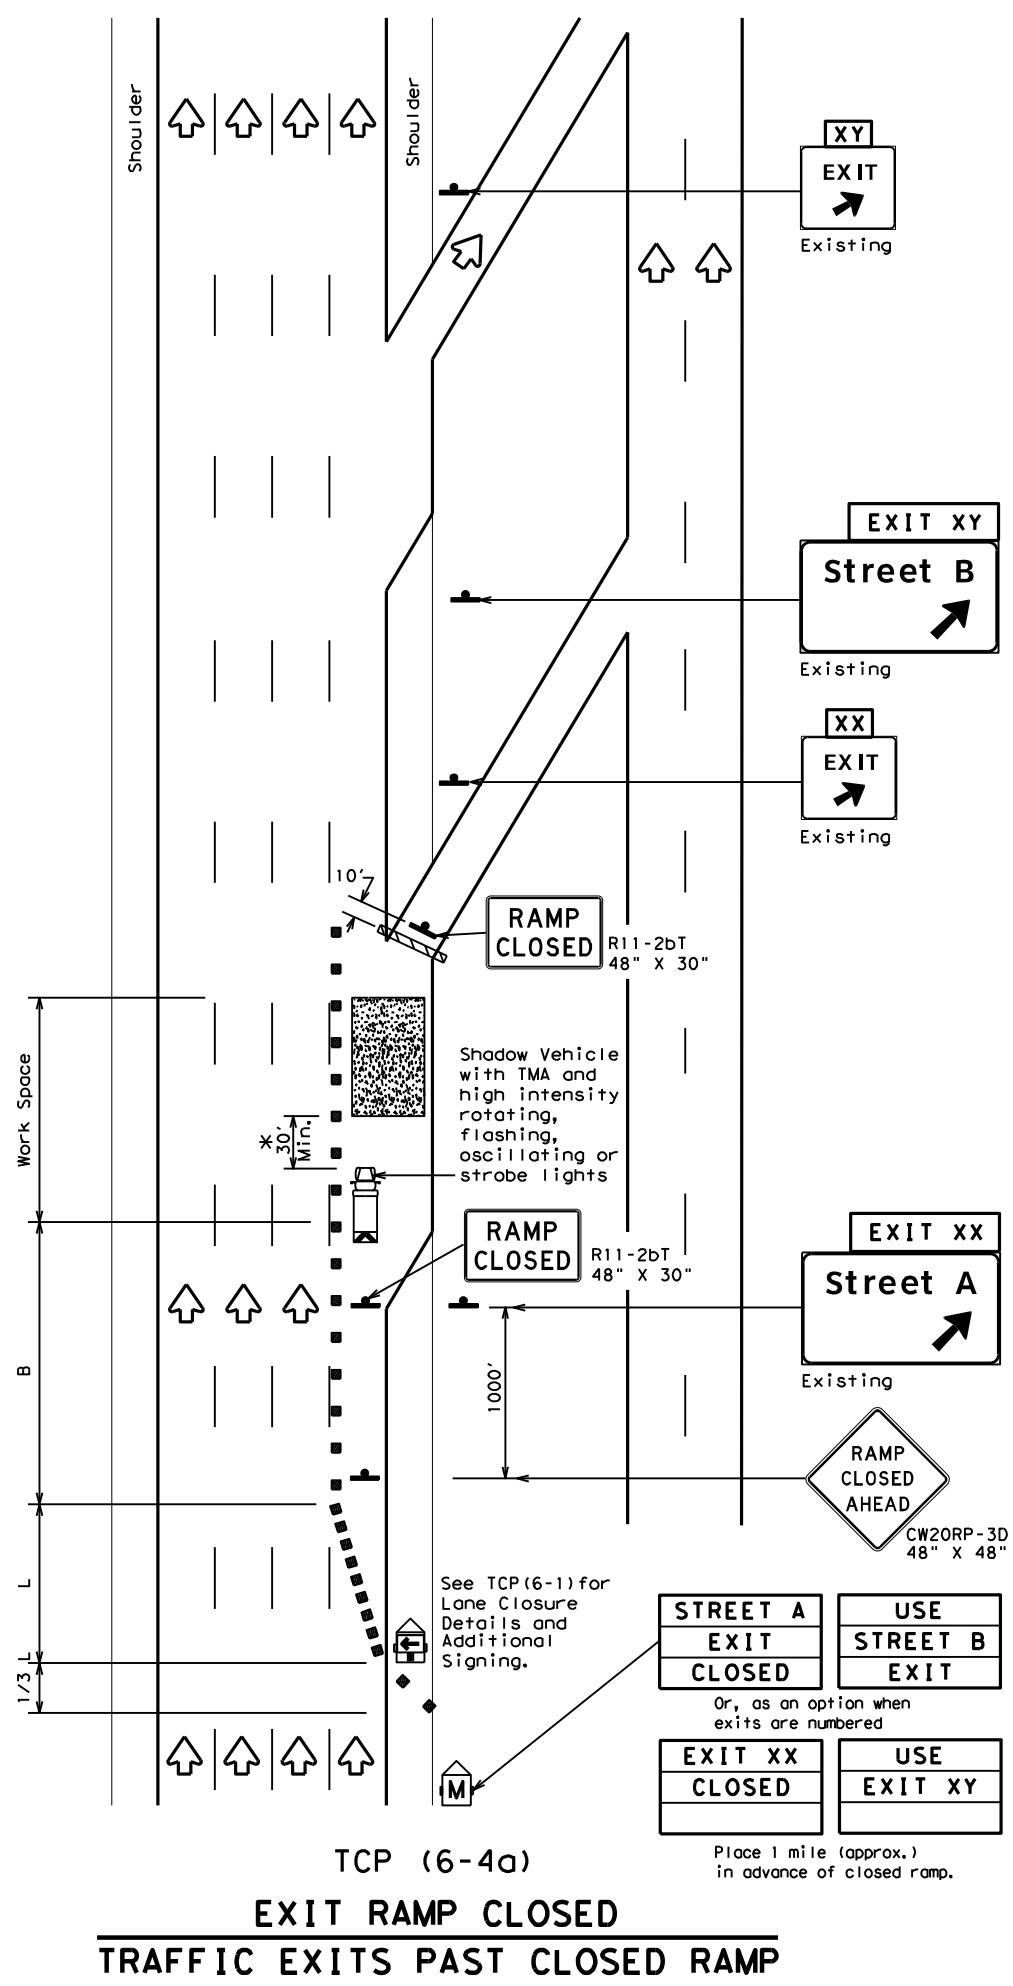 Shoulder
Shoulder
XY
EXIT
Existing
EXIT XY
Street B
Existing
XX
EXIT
Existing
10'
RAMP
CLOSED
R11-2bT
48" X 30"
Work Space
Shadow Vehicle
with TMA and
high intensity
rotating,
flashing,
oscillating or
strobe lights
*
30'
Min.
RAMP
CLOSED
R11-2bT
48" X 30"
EXIT XX
Street A
Existing
B
1000'
RAMP
CLOSED
AHEAD
CW20RP-3D
48" X 48"
L
See TCP(6-1)for
Lane Closure
Details and
Additional
Signing.
1/3 L
STREET A
EXIT
CLOSED
USE
STREET B
EXIT
Or, as an option when
exits are numbered
EXIT XX
CLOSED
USE
EXIT XY
M
Place 1 mile (approx.)
in advance of closed ramp.
TCP (6-4a)
EXIT RAMP CLOSED
TRAFFIC EXITS PAST CLOSED RAMP